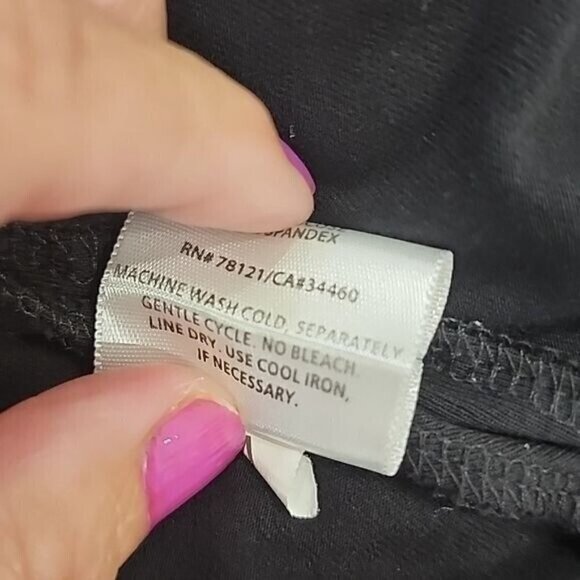 SPANDEX
RN# 78121/CA#34460
MACHINE WASH COLD, SEPARATELY
GENTLE CYCLE. NO BLEACH
LINE DRY. USE COOL IRON,
IF NECESSARY.